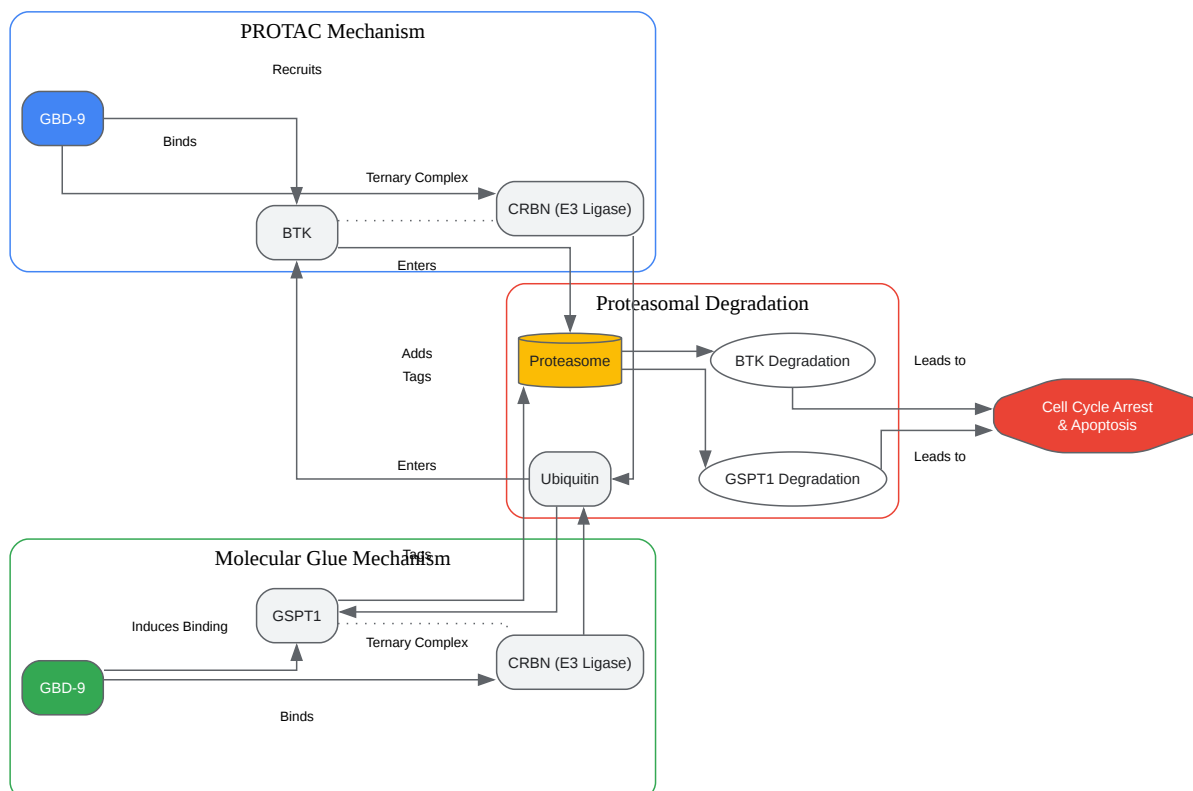 PROTAC Mechanism
Recruits
GBD-9
Binds
Ternary Complex
CRBN (E3 Ligase)
BTK
Enters
Proteasomal Degradation
Proteasome
BTK Degradation
Leads to
Adds
Tags
Cell Cycle Arrest
& Apoptosis
Enters
Ubiquitin
GSPT1 Degradation
Leads to
Tags
Molecular Glue Mechanism
GSPT1
Induces Binding
Ternary Complex
CRBN (E3 Ligase)
GBD-9
Binds